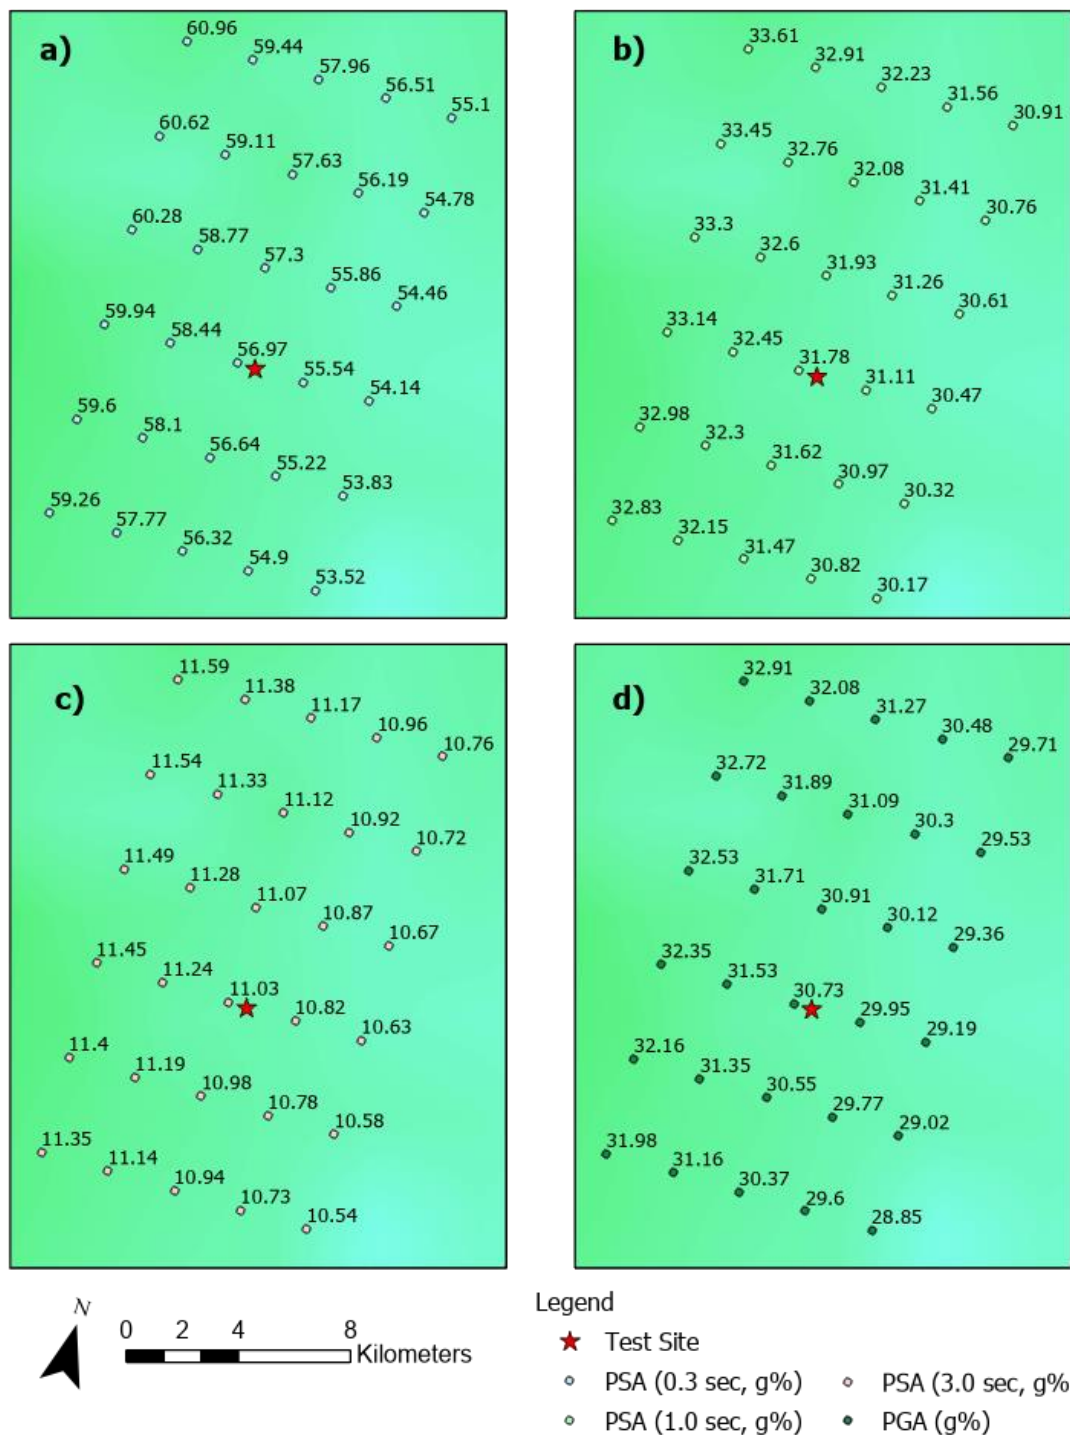 a)
60.96 59.44 57.96 56.51 55.1
60.62 59.11 57.63 56.19 54.78
60.28 58.77 57.3 55.86 54.46
59.94 58.44 56.97 55.54 54.14
59.6 58.1 56.64 55.22 53.83
59.26 57.77 56.32 54.9 53.52
b)
33.61 32.91 32.23 31.56 30.91
33.45 32.76 32.08 31.41 30.76
33.3 32.6 31.93 31.26 30.61
33.14 32.45 31.78 31.11 30.47
32.98 32.3 31.62 30.97 30.32
32.83 32.15 31.47 30.82 30.17
c)
11.59 11.38 11.17 10.96 10.76
11.54 11.33 11.12 10.92 10.72
11.49 11.28 11.07 10.87 10.67
11.45 11.24 11.03 10.82 10.63
11.4 11.19 10.98 10.78 10.58
11.35 11.14 10.94 10.73 10.54
d)
32.91 32.08 31.27 30.48 29.71
32.72 31.89 31.09 30.3 29.53
32.53 31.71 30.91 30.12 29.36
32.35 31.53 30.73 29.95 29.19
32.16 31.35 30.55 29.77 29.02
31.98 31.16 30.37 29.6 28.85
N
0 2 4 8
Kilometers
Legend
Test Site
PSA (0.3 sec, g%) PSA (3.0 sec, g%
PSA (1.0 sec, g%) PGA (g%)